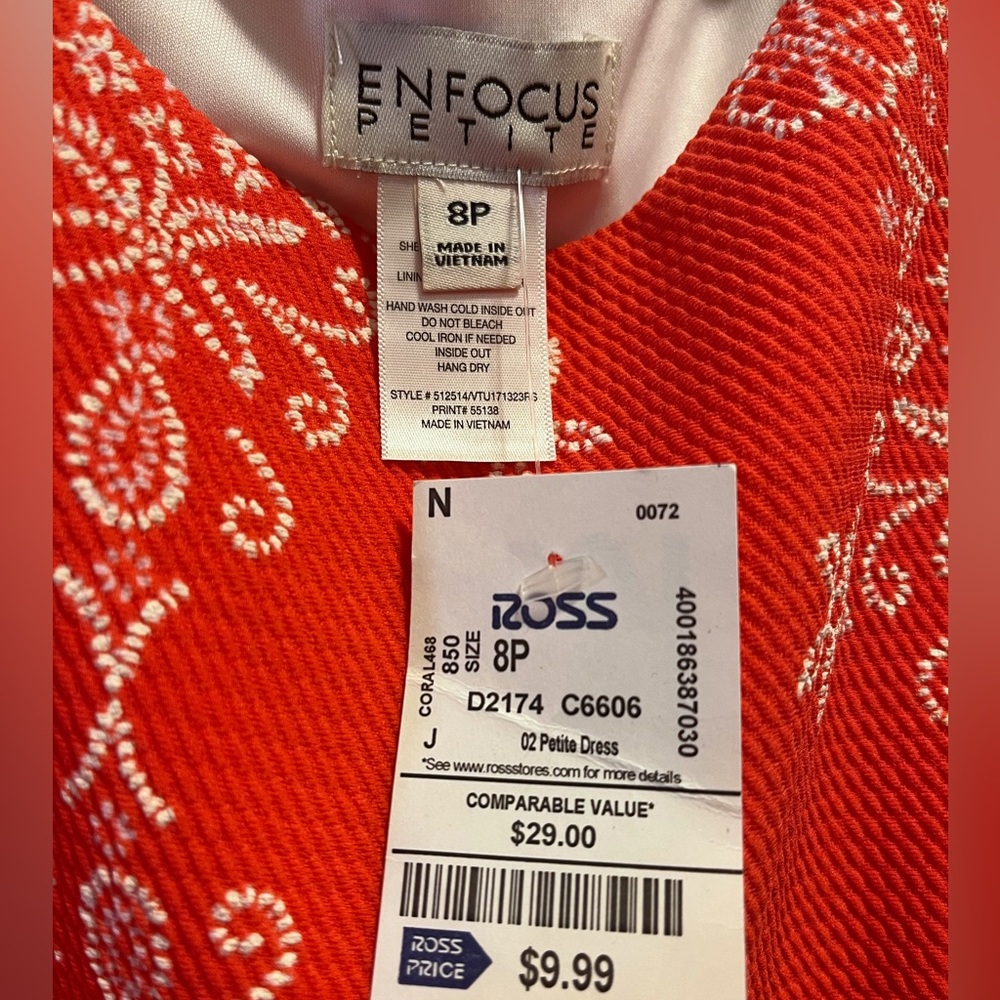 ENFOCUS
PETITE
8P
MADE IN
VIETNAM
HAND WASH COLD INSIDE OUT
DO NOT BLEACH
COOL IRON IF NEEDED
INSIDE OUT
HANG DRY
STYLE # 512514/VTU171323
PRINT# 55138
MADE IN VIETNAM
N
0072
ROSS
400186387030
CORAL468
850
SIZE
8P
D2174 C6606
J
02 Petite Dress
*See www.rossstores.com for more details
COMPARABLE VALUE*
$29.00
ROSS
PRICE
$9.99